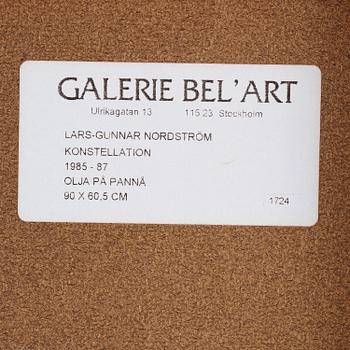 GALERIE BEL'ART
Ulrikagatan 13 115 23 Stockholm
LARS-GUNNAR NORDSTRÖM
KONSTELLATION
1985 - 87
OLJA PÅ PANNÅ
90 X 60,5 CM 1724